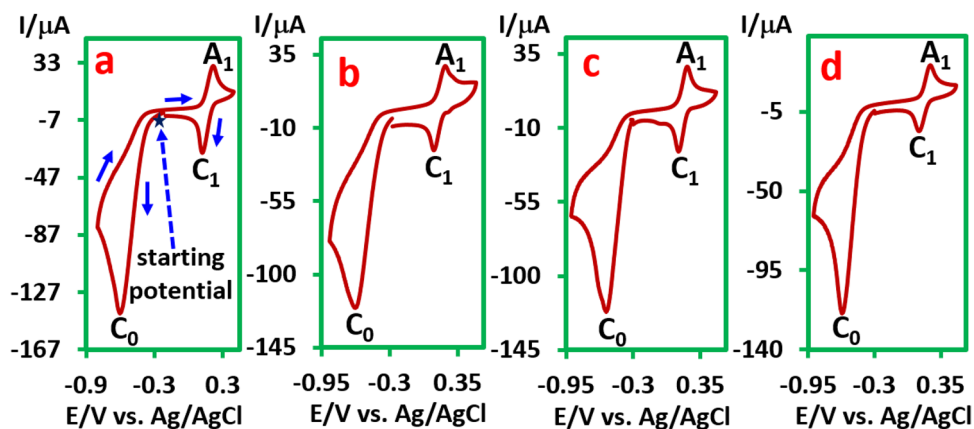 I/μA
I/μA
I/μA
I/μA
a
A₁
33
-7
-47
-87
-127
-167
C₁
starting
potential
C₀
-0.9
-0.3
0.3
E/V vs. Ag/AgCl
b
A₁
35
-10
-55
-100
-145
C₁
C₀
-0.95
-0.3
0.35
E/V vs. Ag/AgCl
c
A₁
35
-10
-55
-100
-145
C₁
C₀
-0.95
-0.3
0.35
E/V vs. Ag/AgCl
d
A₁
-5
-50
-95
-140
C₁
C₀
-0.95
-0.3
0.35
E/V vs. Ag/AgCl